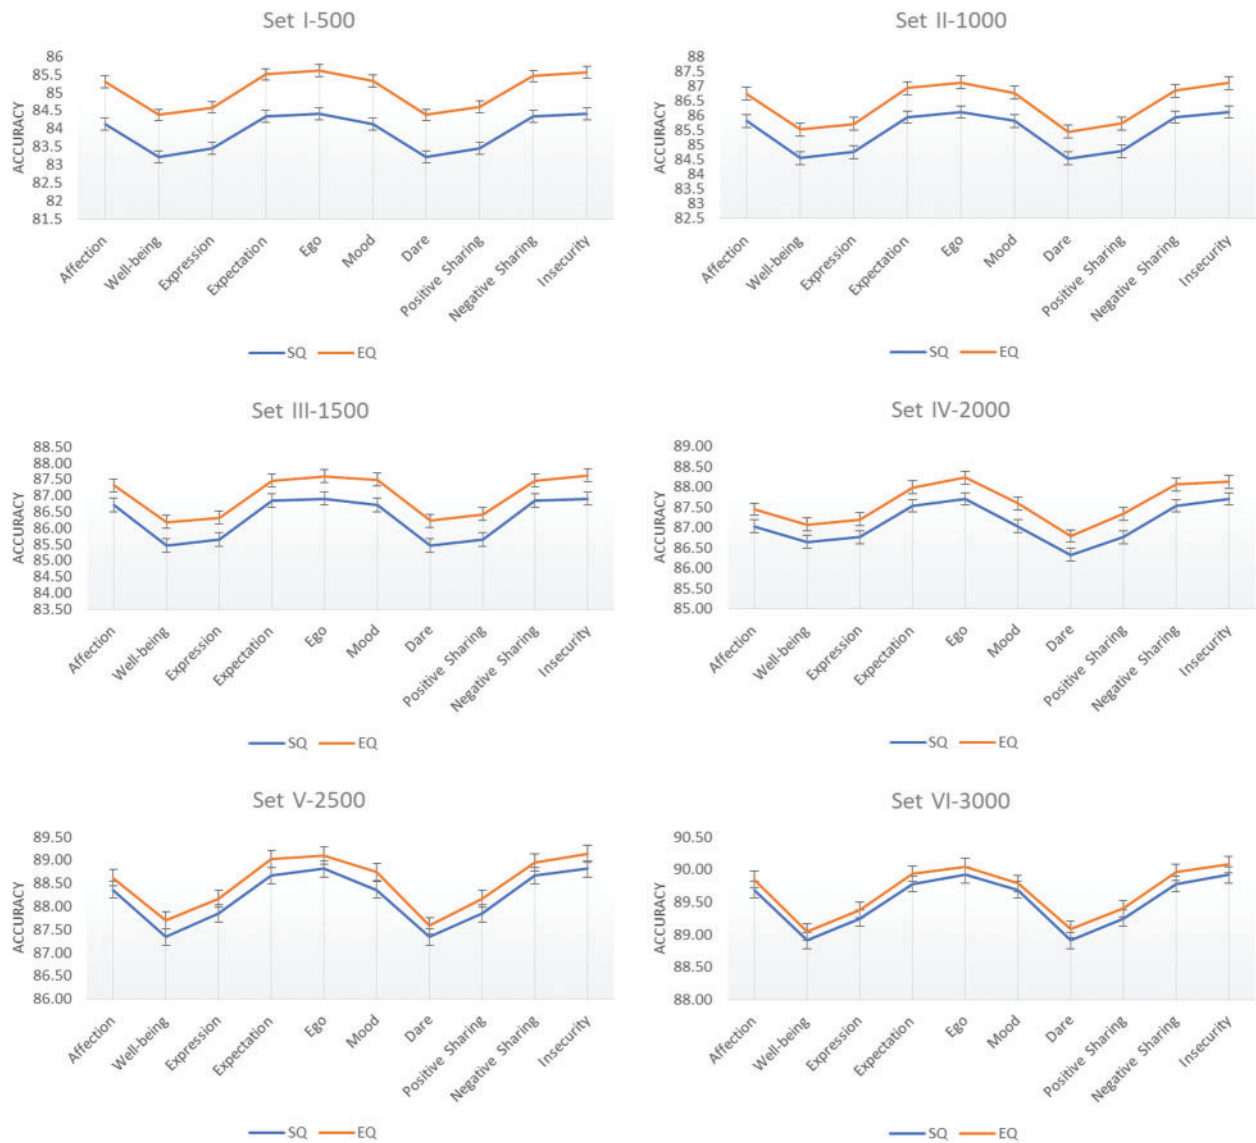 Set I-500
ACCURACY
86
85.5
85
84.5
84
83.5
83
82.5
82
81.5
Affection
Well-being
Expression
Expectation
Ego
Mood
Dare
Positive Sharing
Negative Sharing
Insecurity
SQ EQ
Set II-1000
ACCURACY
88
87.5
87
86.5
86
85.5
85
84.5
84
83.5
83
82.5
Affection
Well-being
Expression
Expectation
Ego
Mood
Dare
Positive Sharing
Negative Sharing
Insecurity
SQ EQ
Set III-1500
ACCURACY
88.50
88.00
87.50
87.00
86.50
86.00
85.50
85.00
84.50
84.00
83.50
Affection
Well-being
Expression
Expectation
Ego
Mood
Dare
Positive Sharing
Negative Sharing
Insecurity
SQ EQ
Set IV-2000
ACCURACY
89.00
88.50
88.00
87.50
87.00
86.50
86.00
85.50
85.00
Affection
Well-being
Expression
Expectation
Ego
Mood
Dare
Positive Sharing
Negative Sharing
Insecurity
SQ EQ
Set V-2500
ACCURACY
89.50
89.00
88.50
88.00
87.50
87.00
86.50
86.00
Affection
Well-being
Expression
Expectation
Ego
Mood
Dare
Positive Sharing
Negative Sharing
Insecurity
SQ EQ
Set VI-3000
ACCURACY
90.50
90.00
89.50
89.00
88.50
88.00
Affection
Well-being
Expression
Expectation
Ego
Mood
Dare
Positive Sharing
Negative Sharing
Insecurity
SQ EQ